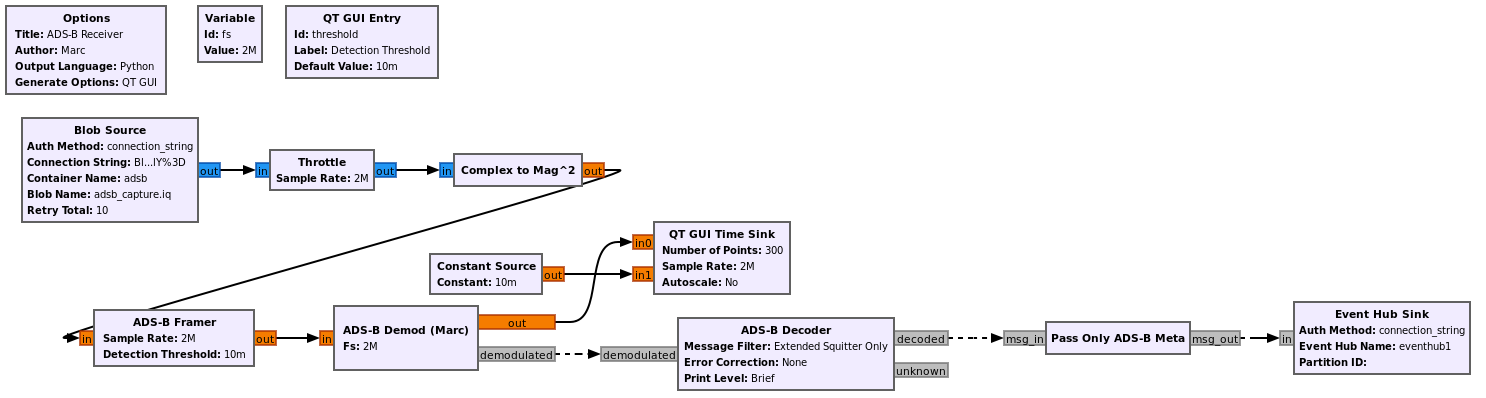 Options
Title: ADS-B Receiver
Author: Marc
Output Language: Python
Generate Options: QT GUI
Variable
Id: fs
Value: 2M
QT GUI Entry
Id: threshold
Label: Detection Threshold
Default Value: 10m
Blob Source
Auth Method: connection_string
Connection String: Bl...lY%3D
Container Name: adsb
Blob Name: adsb_capture.iq
Retry Total: 10
out
in
Throttle
Sample Rate: 2M
out
in
Complex to Mag^2
out
Constant Source
Constant: 10m
out
in0
in1
QT GUI Time Sink
Number of Points: 300
Sample Rate: 2M
Autoscale: No
in
ADS-B Framer
Sample Rate: 2M
Detection Threshold: 10m
out
in
ADS-B Demod (Marc)
Fs: 2M
out
demodulated
demodulated
ADS-B Decoder
Message Filter: Extended Squitter Only
Error Correction: None
Print Level: Brief
decoded
unknown
msg_in
Pass Only ADS-B Meta
msg_out
in
Event Hub Sink
Auth Method: connection_string
Event Hub Name: eventhub1
Partition ID: